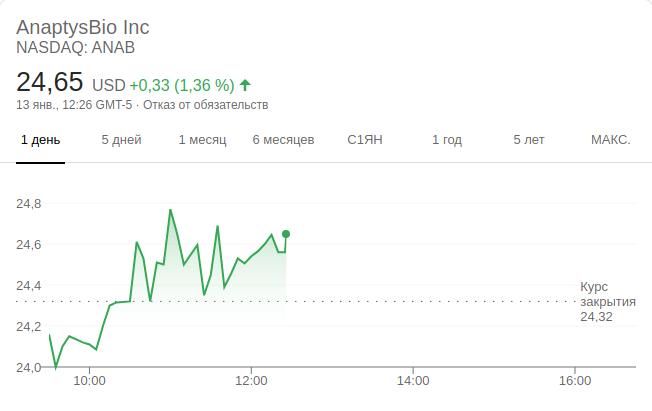 AnaptysBio Inc
NASDAQ: ANAB
24,65 USD +0,33 (1,36 %)
13 янв., 12:26 GMT-5 · Отказ от обязательств
1 день 5 дней 1 месяц 6 месяцев С1ЯН 1 год 5 лет МАКС.
24,8
24,6
24,4
Курс
закрытия
24,32
24,2
24,0
10:00 12:00 14:00 16:00